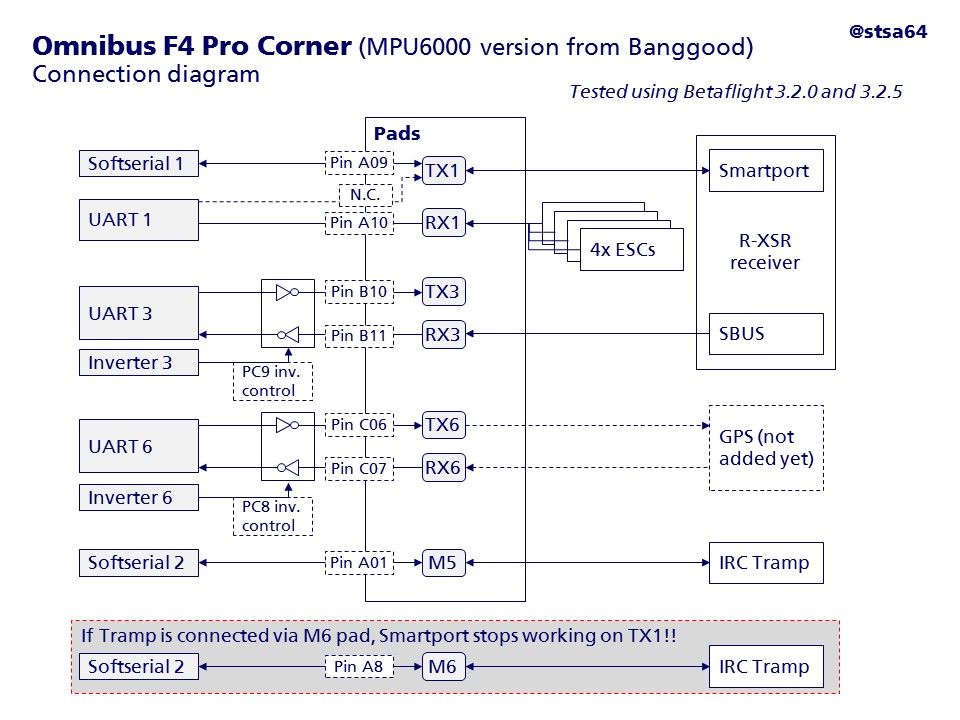 @stsa64
Omnibus F4 Pro Corner (MPU6000 version from Banggood)
Connection diagram
Tested using Betaflight 3.2.0 and 3.2.5
Pads
Softserial 1
Pin A09
TX1
Smartport
N.C.
UART 1
Pin A10
RX1
4x ESCs
R-XSR
receiver
UART 3
Pin B10
TX3
Pin B11
RX3
SBUS
Inverter 3
PC9 inv.
control
UART 6
Pin C06
TX6
GPS (not
added yet)
Pin C07
RX6
Inverter 6
PC8 inv.
control
Softserial 2
Pin A01
M5
IRC Tramp
If Tramp is connected via M6 pad, Smartport stops working on TX1!!
Softserial 2
Pin A8
M6
IRC Tramp